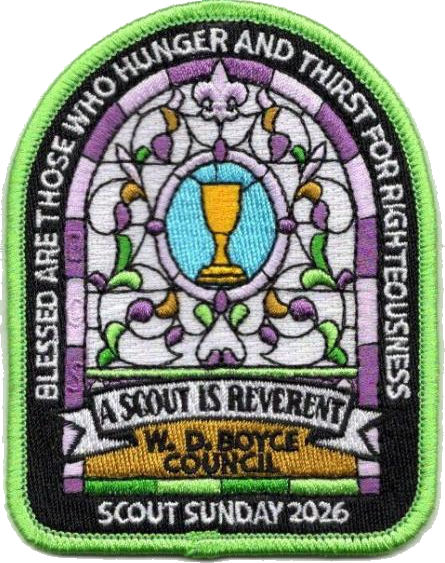 BLESSED ARE THOSE WHO HUNGER AND THIRST FOR RIGHTEOUSNESS
A SCOUT IS REVERENT
W. D. BOYCE
COUNCIL
SCOUT SUNDAY 2026